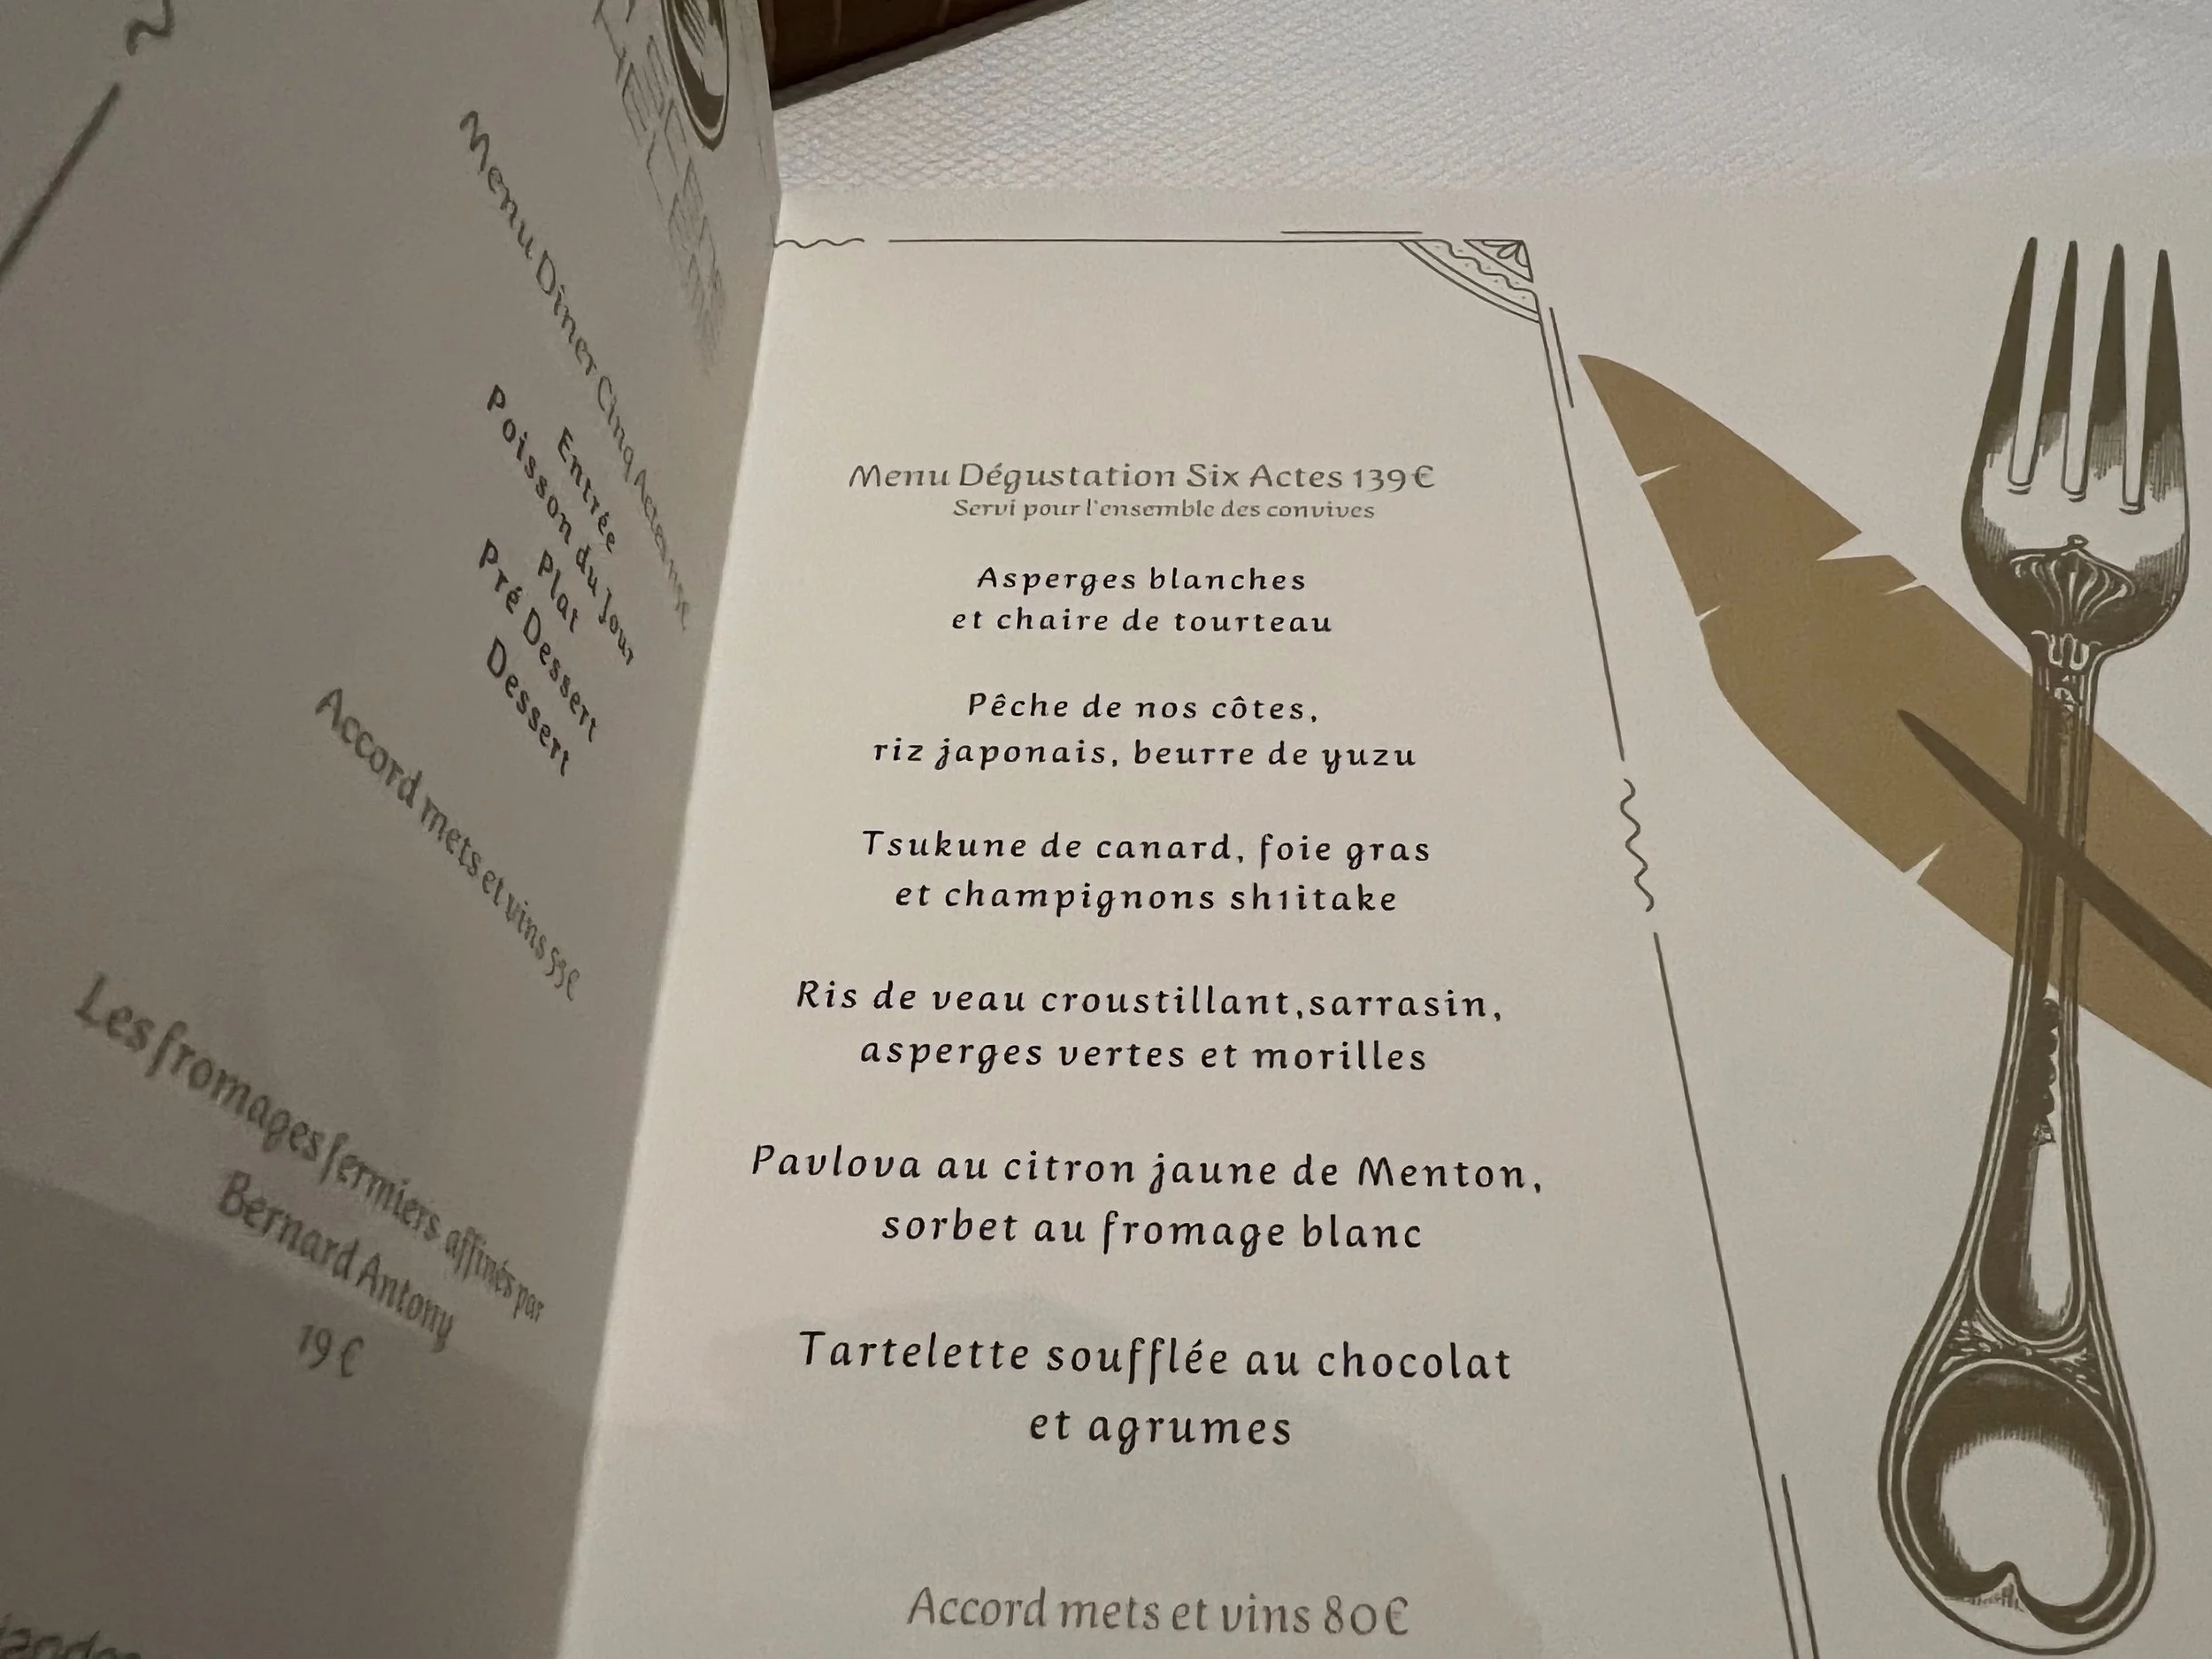 Menu Dîner Cinq Actes
Entrée
Poisson du Jour
Plat
Pré Dessert
Dessert
Accord mets et vins 55€
Les fromages fermiers affinés par
Bernard Antony
19 €
Menu Dégustation Six Actes 139€
Servi pour l'ensemble des convives
Asperges blanches
et chaire de tourteau
Pêche de nos côtes,
riz japonais, beurre de yuzu
Tsukune de canard, foie gras
et champignons sh1itake
Ris de veau croustillant,sarrasin,
asperges vertes et morilles
Pavlova au citron jaune de Menton,
sorbet au fromage blanc
Tartelette soufflée au chocolat
et agrumes
Accord mets et vins 80€